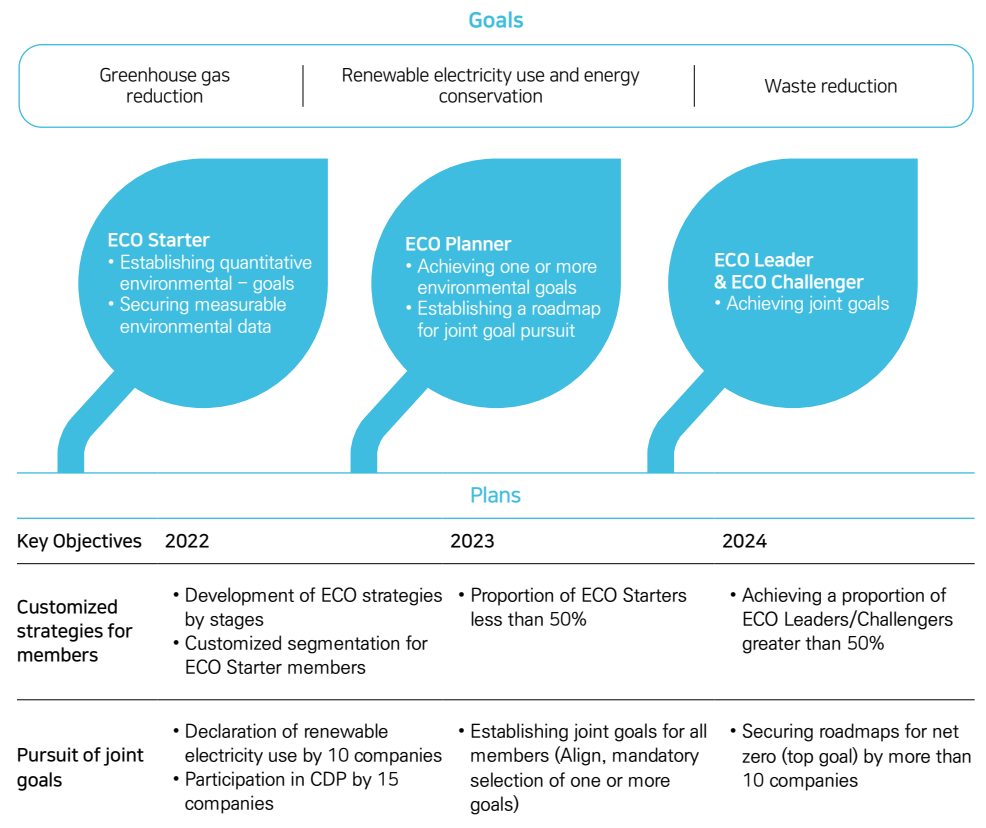 Goals
Greenhouse gas
reduction
Renewable electricity use and energy
conservation
Waste reduction
ECO Starter
• Establishing quantitative
environmental – goals
• Securing measurable
environmental data
ECO Planner
• Achieving one or more
environmental goals
• Establishing a roadmap
for joint goal pursuit
ECO Leader
& ECO Challenger
• Achieving joint goals
Plans
Key Objectives 2022 2023 2024
Customized
strategies for
members
• Development of ECO strategies
by stages
• Customized segmentation for
ECO Starter members
• Proportion of ECO Starters
less than 50%
• Achieving a proportion of
ECO Leaders/Challengers
greater than 50%
Pursuit of joint
goals
• Declaration of renewable
electricity use by 10 companies
• Participation in CDP by 15
companies
• Establishing joint goals for all
members (Align, mandatory
selection of one or more
goals)
• Securing roadmaps for net
zero (top goal) by more than
10 companies